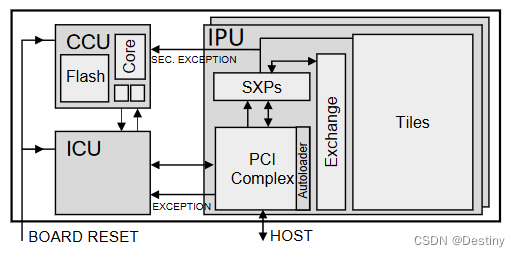 CCU
Core
Flash
SEC. EXCEPTION
IPU
SXPs
Exchange
Tiles
ICU
PCI
Complex
Autoloader
EXCEPTION
BOARD RESET
HOST
CSDN @Destiny